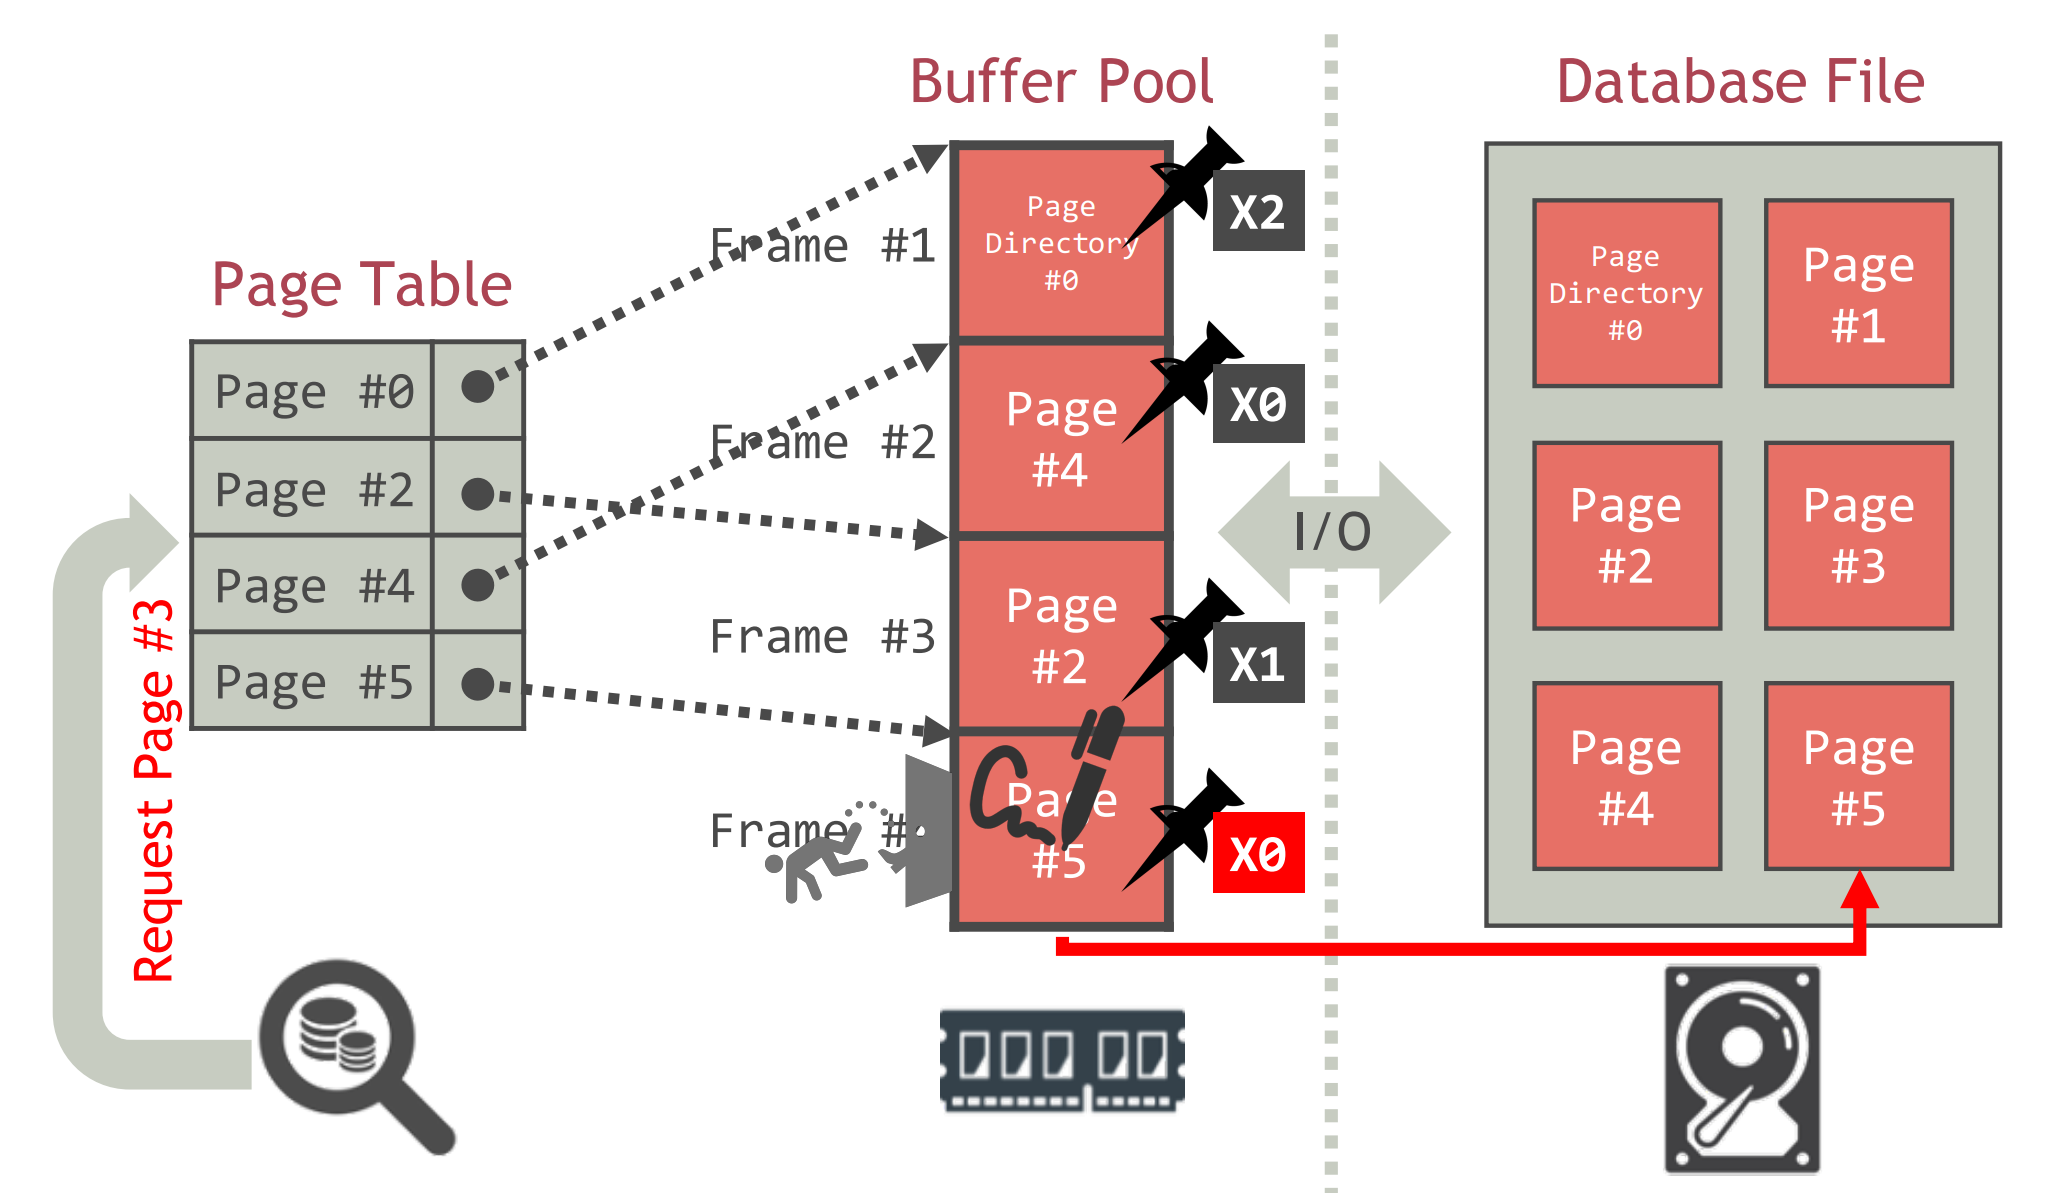 Buffer Pool
Database File
Page Table
Page #0
Page #2
Page #4
Page #5
Request Page #3
Frame #1
Frame #2
Frame #3
Frame #
Page
Directory
#0
X2
Page
#4
X0
Page
#2
X1
Page
#5
X0
I/O
Page
Directory
#0
Page
#1
Page
#2
Page
#3
Page
#4
Page
#5